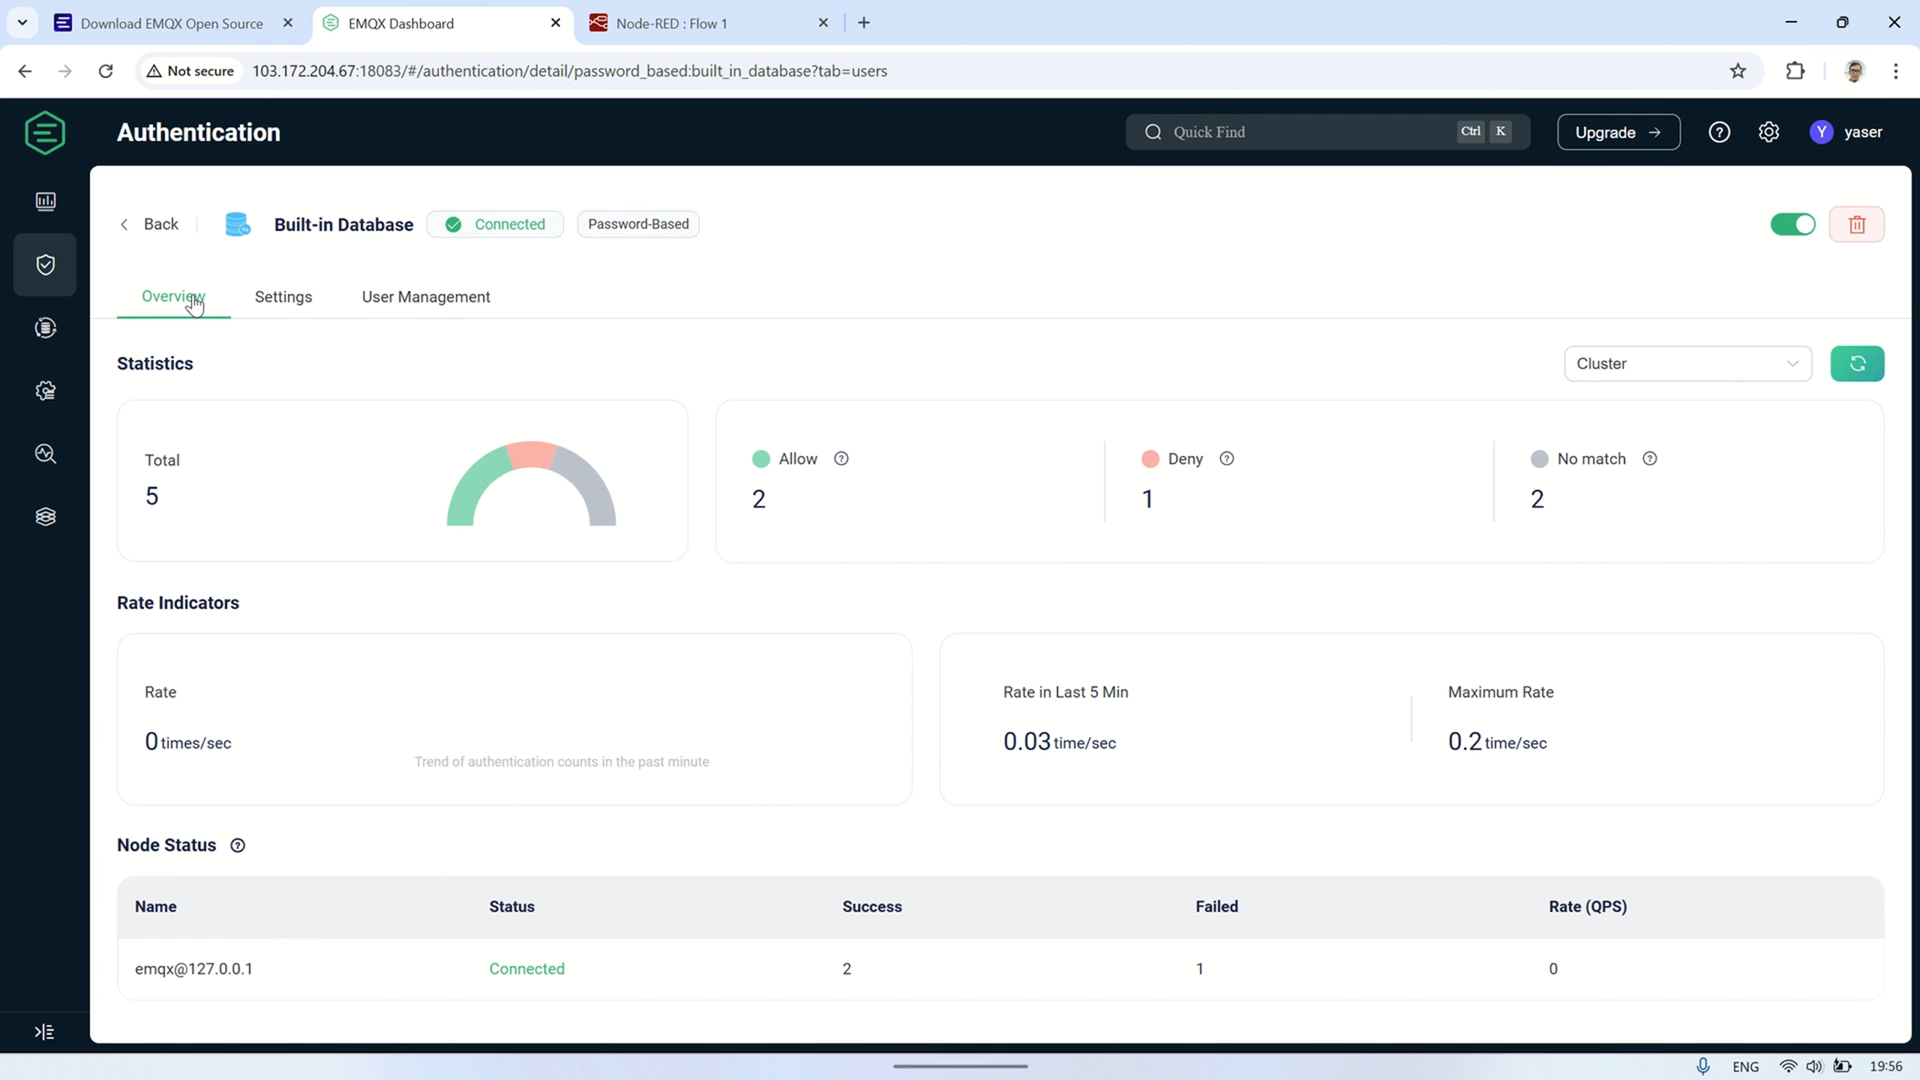 Download EMQX Open Source
EMQX Dashboard
Node-RED : Flow 1
Not secure
103.172.204.67:18083/#/authentication/detail/password_based:built_in_database?tab=users
Authentication
Quick Find
Ctrl K
Upgrade →
Y yaser
Back
Built-in Database
Connected
Password-Based
Overview
Settings
User Management
Statistics
Cluster
Total
5
Allow
2
Deny
1
No match
2
Rate Indicators
Rate
0 times/sec
Trend of authentication counts in the past minute
Rate in Last 5 Min
0.03 time/sec
Maximum Rate
0.2 time/sec
Node Status
Name Status Success Failed Rate (QPS)
emqx@127.0.0.1 Connected 2 1 0
ENG
19:56